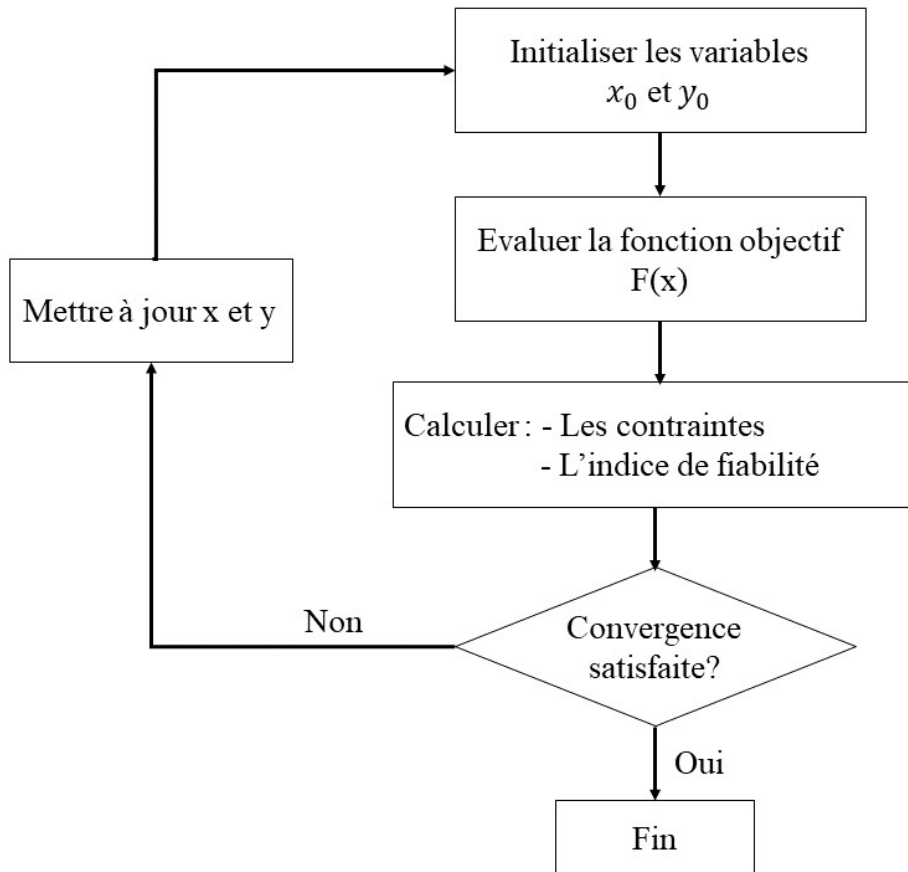 Initialiser les variables
x₀ et y₀
Evaluer la fonction objectif
F(x)
Mettre à jour x et y
Calculer : - Les contraintes
- L’indice de fiabilité
Non
Convergence
satisfaite?
Oui
Fin